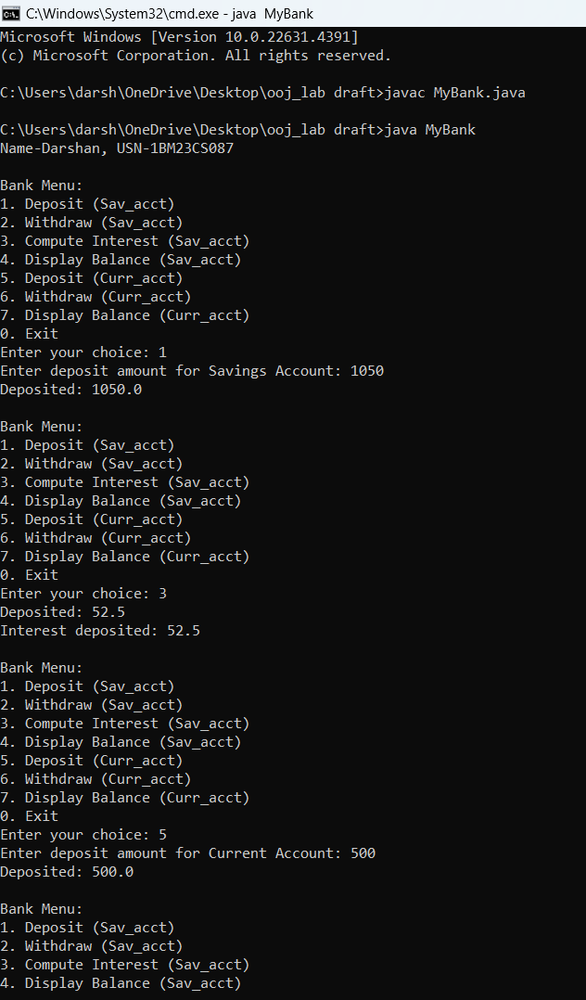 C:\Windows\System32\cmd.exe - java  MyBank
Microsoft Windows [Version 10.0.22631.4391]
(c) Microsoft Corporation. All rights reserved.

C:\Users\darsh\OneDrive\Desktop\ooj_lab draft>javac MyBank.java

C:\Users\darsh\OneDrive\Desktop\ooj_lab draft>java MyBank
Name-Darshan, USN-1BM23CS087

Bank Menu:
1. Deposit (Sav_acct)
2. Withdraw (Sav_acct)
3. Compute Interest (Sav_acct)
4. Display Balance (Sav_acct)
5. Deposit (Curr_acct)
6. Withdraw (Curr_acct)
7. Display Balance (Curr_acct)
0. Exit
Enter your choice: 1
Enter deposit amount for Savings Account: 1050
Deposited: 1050.0

Bank Menu:
1. Deposit (Sav_acct)
2. Withdraw (Sav_acct)
3. Compute Interest (Sav_acct)
4. Display Balance (Sav_acct)
5. Deposit (Curr_acct)
6. Withdraw (Curr_acct)
7. Display Balance (Curr_acct)
0. Exit
Enter your choice: 3
Deposited: 52.5
Interest deposited: 52.5

Bank Menu:
1. Deposit (Sav_acct)
2. Withdraw (Sav_acct)
3. Compute Interest (Sav_acct)
4. Display Balance (Sav_acct)
5. Deposit (Curr_acct)
6. Withdraw (Curr_acct)
7. Display Balance (Curr_acct)
0. Exit
Enter your choice: 5
Enter deposit amount for Current Account: 500
Deposited: 500.0

Bank Menu:
1. Deposit (Sav_acct)
2. Withdraw (Sav_acct)
3. Compute Interest (Sav_acct)
4. Display Balance (Sav_acct)